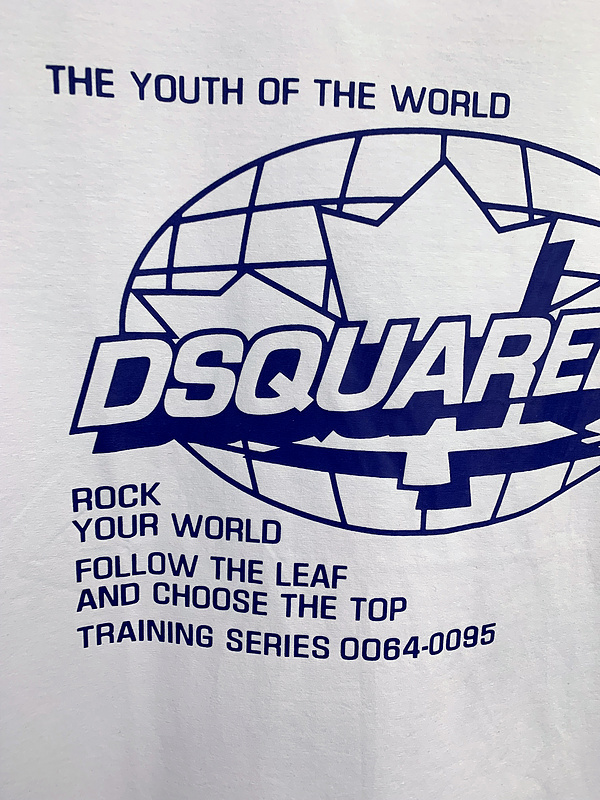 THE YOUTH OF THE WORLD
DSQUARE
ROCK
YOUR WORLD
FOLLOW THE LEAF
AND CHOOSE THE TOP
TRAINING SERIES 0064-0095